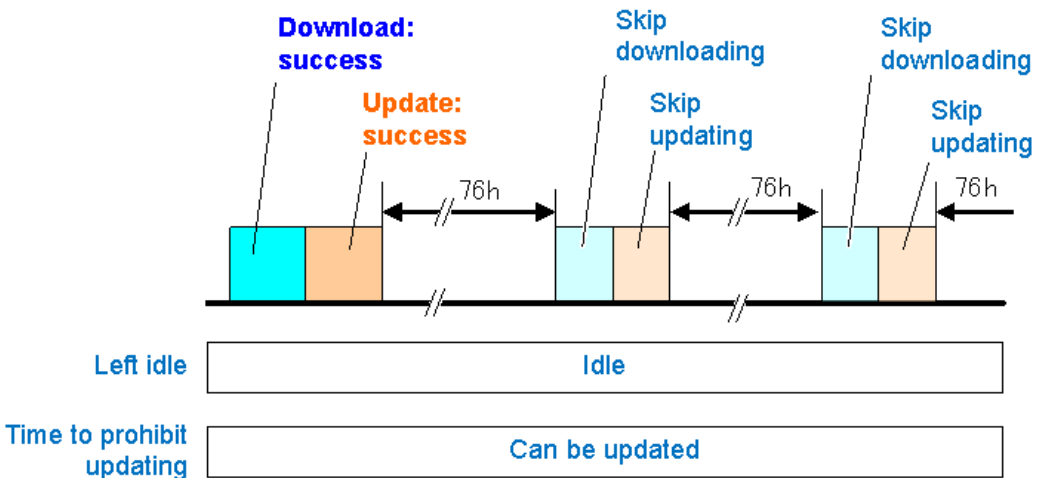 Download:
success
Skip
downloading
Skip
downloading
Update:
success
Skip
updating
Skip
updating
76h
76h
76h
Left idle
Idle
Time to prohibit
updating
Can be updated